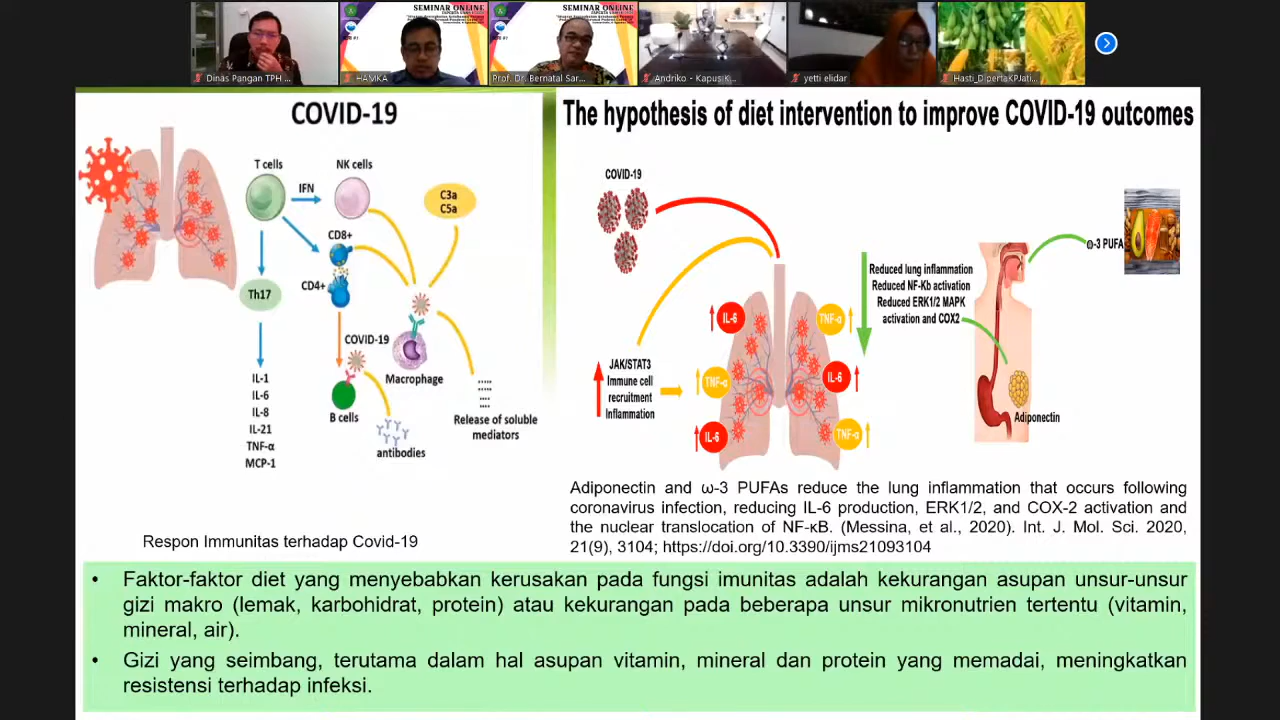 SEMINAR ONLINE
SEMINAR ONLINE
Dinas Pangan TPH ...
HAMKA
Prof. Dr. Bernatal Sar...
Andriko - Kapus K...
yetti elidar
Hasti_DipertaKPJati...
COVID-19
T cells
IFN
NK cells
C3a
C5a
CD8+
CD4+
Th17
COVID-19
Macrophage
IL-1
IL-6
IL-8
IL-21
TNF-α
MCP-1
B cells
antibodies
Release of soluble
mediators
Respon Immunitas terhadap Covid-19
The hypothesis of diet intervention to improve COVID-19 outcomes
COVID-19
ω-3 PUFA
Reduced lung inflammation
Reduced NF-Kb activation
Reduced ERK1/2 MAPK
activation and COX2
IL-6
TNF-α
JAK/STAT3
Immune cell
recruitment
Inflammation
TNF-α
IL-6
IL-6
TNF-α
Adiponectin
Adiponectin and ω-3 PUFAs reduce the lung inflammation that occurs following
coronavirus infection, reducing IL-6 production, ERK1/2, and COX-2 activation and
the nuclear translocation of NF-κB. (Messina, et al., 2020). Int. J. Mol. Sci. 2020,
21(9), 3104; https://doi.org/10.3390/ijms21093104
• Faktor-faktor diet yang menyebabkan kerusakan pada fungsi imunitas adalah kekurangan asupan unsur-unsur
gizi makro (lemak, karbohidrat, protein) atau kekurangan pada beberapa unsur mikronutrien tertentu (vitamin,
mineral, air).
• Gizi yang seimbang, terutama dalam hal asupan vitamin, mineral dan protein yang memadai, meningkatkan
resistensi terhadap infeksi.